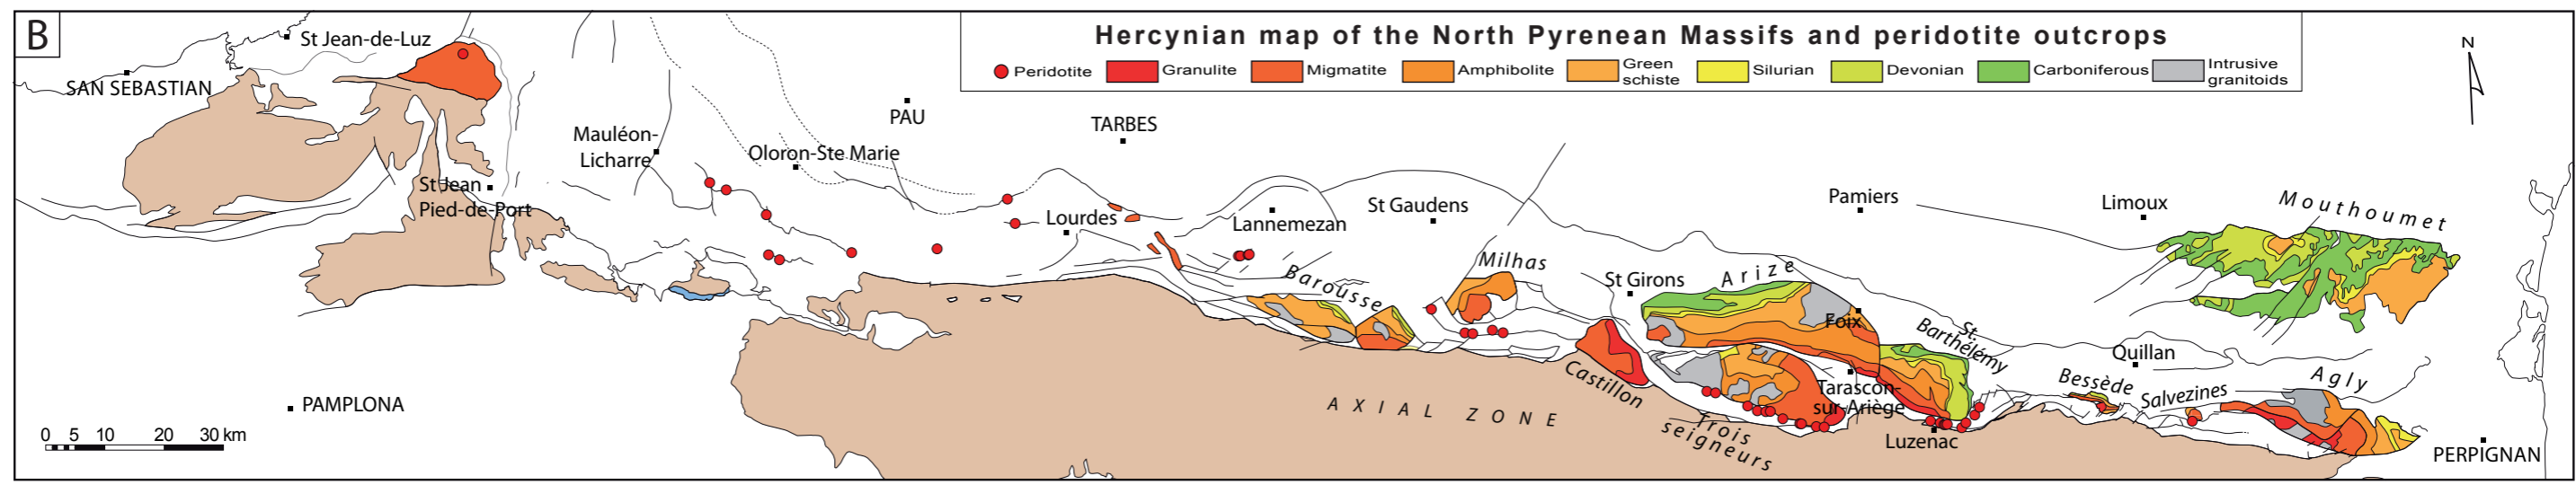 B
Hercynian map of the North Pyrenean Massifs and peridotite outcrops
Peridotite
Granulite
Migmatite
Amphibolite
Green
schiste
Silurian
Devonian
Carboniferous
Intrusive
granitoids
N
St Jean-de-Luz
SAN SEBASTIAN
Mauléon-
Licharre
PAU
TARBES
Oloron-Ste Marie
St Jean
Pied-de-Port
Lourdes
Lannemezan
St Gaudens
Pamiers
Limoux
Mouthoumet
Barousse
Milhas
St Girons
Arize
Foix
St.
Barthélémy
Quillan
Castillon
Tarascon-
sur-Ariège
Bessède
Salvezines
Agly
PAMPLONA
AXIAL ZONE
Trois
seigneurs
Luzenac
PERPIGNAN
0 5 10 20 30 km